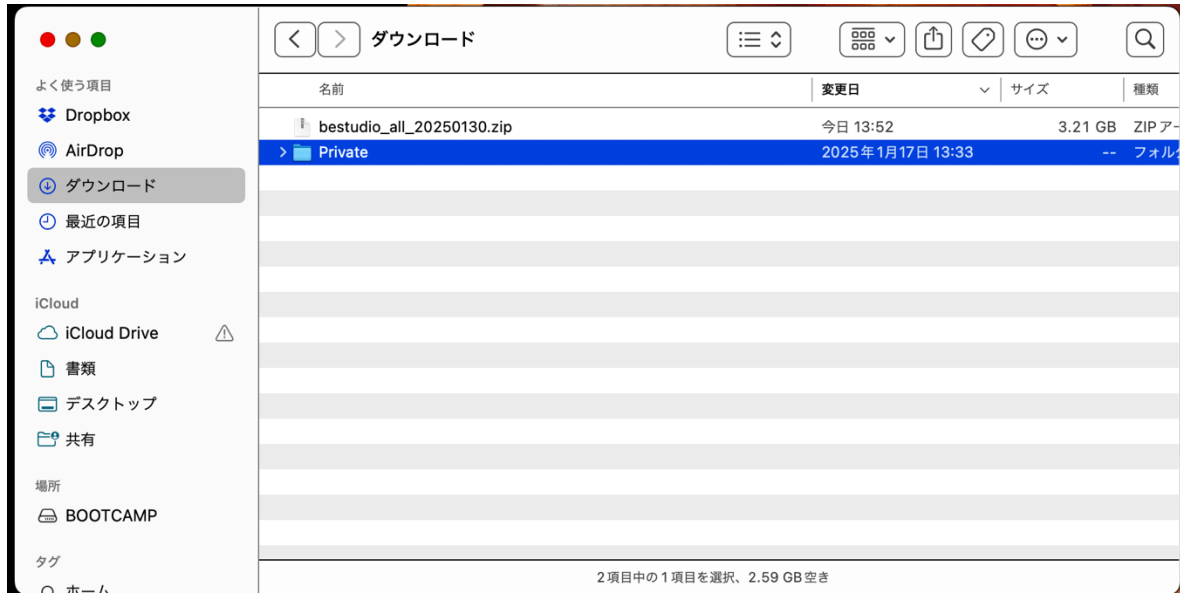 ダウンロード
よく使う項目
Dropbox
AirDrop
ダウンロード
最近の項目
アプリケーション
iCloud
iCloud Drive
書類
デスクトップ
共有
場所
BOOTCAMP
タグ
ホーム
名前 変更日 サイズ 種類
bestudio_all_20250130.zip 今日 13:52 3.21 GB ZIPアー
Private 2025年1月17日 13:33 -- フォル
2項目中の1項目を選択、2.59 GB空き